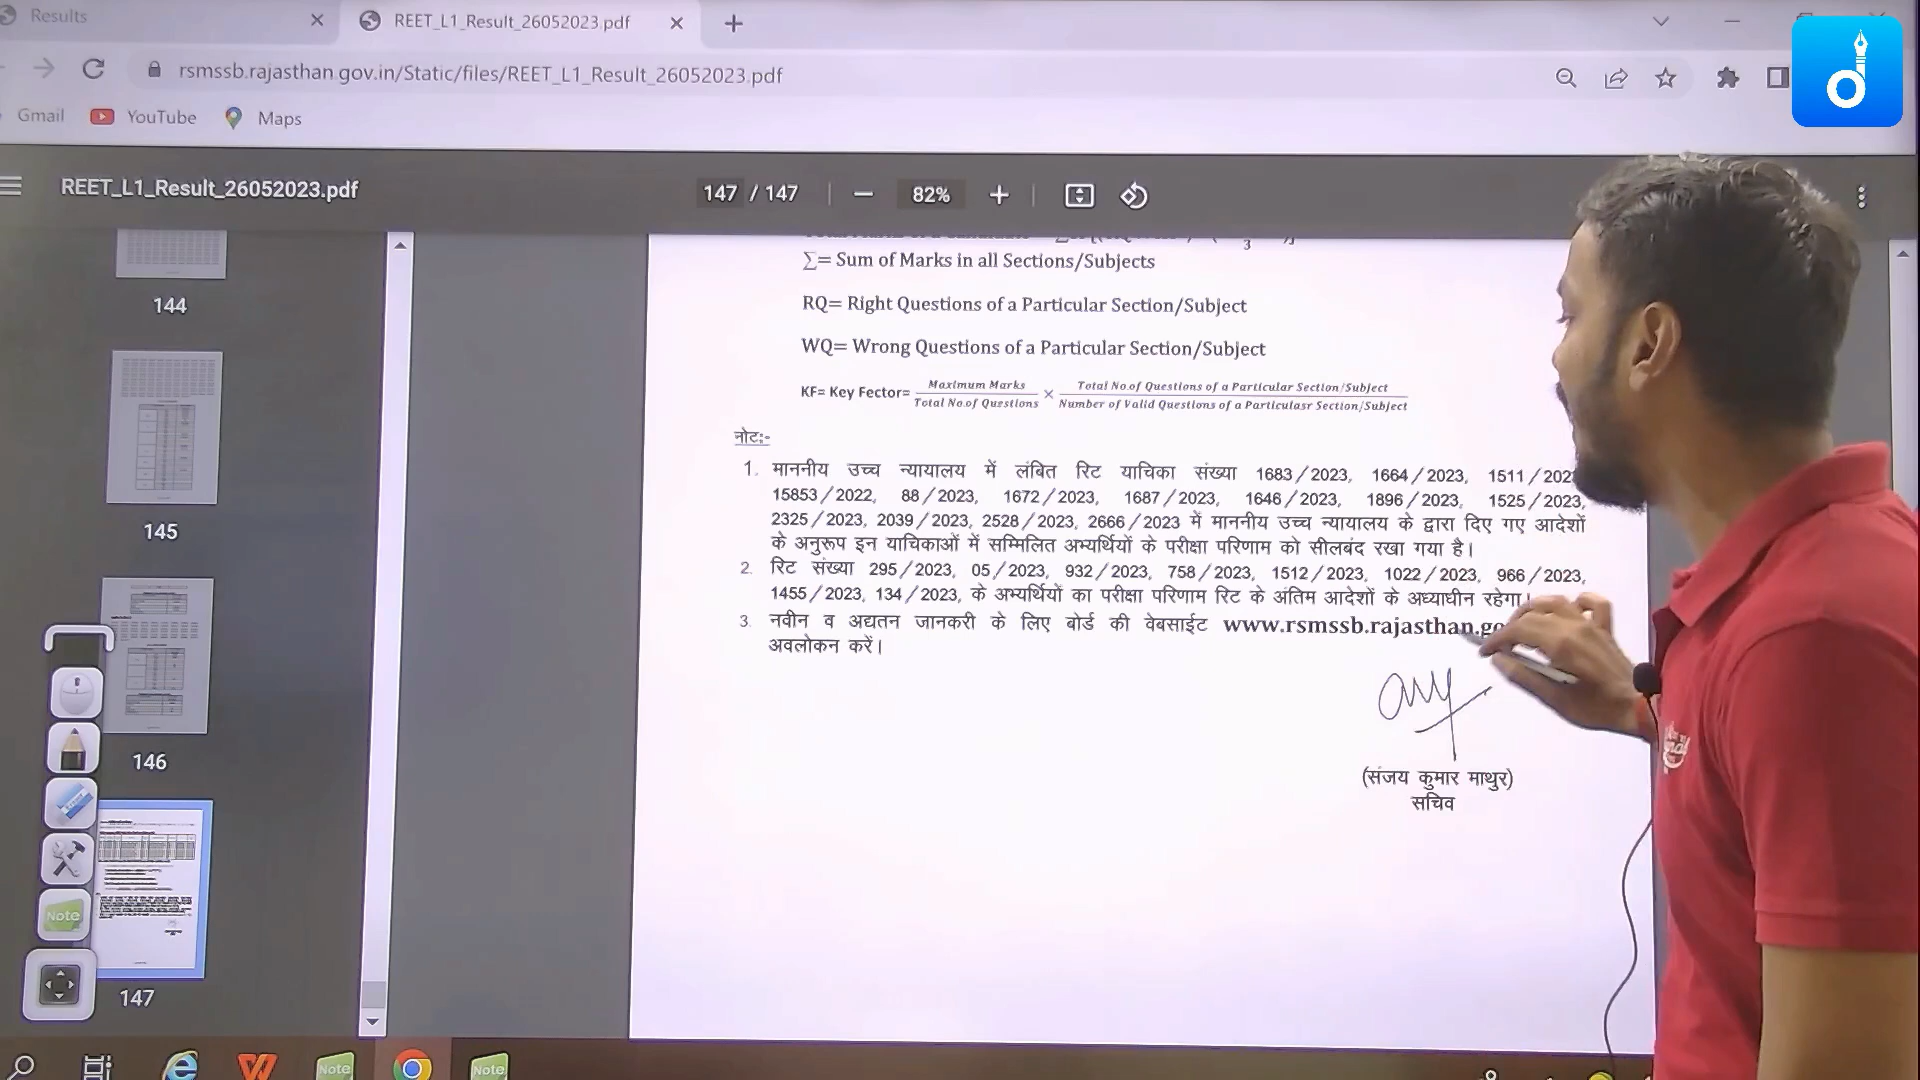 Results
REET_L1_Result_26052023.pdf
rsmssb.rajasthan.gov.in/Static/files/REET_L1_Result_26052023.pdf
Gmail YouTube Maps
REET_L1_Result_26052023.pdf
147 / 147
82%
144
145
146
147
3
∑= Sum of Marks in all Sections/Subjects
RQ= Right Questions of a Particular Section/Subject
WQ= Wrong Questions of a Particular Section/Subject
KF= Key Fector= Maximum Marks / Total No.of Questions × Total No.of Questions of a Particular Section/Subject / Number of Valid Questions of a Particulasr Section/Subject
नोटः-
1. माननीय उच्च न्यायालय में लंबित रिट याचिका संख्या 1683/2023, 1664/2023, 1511/202
15853/2022, 88/2023, 1672/2023, 1687/2023, 1646/2023, 1896/2023, 1525/2023,
2325/2023, 2039/2023, 2528/2023, 2666/2023 में माननीय उच्च न्यायालय के द्वारा दिए गए आदेशों
के अनुरूप इन याचिकाओं में सम्मिलित अभ्यर्थियों के परीक्षा परिणाम को सीलबंद रखा गया है।
2. रिट संख्या 295/2023, 05/2023, 932/2023, 758/2023, 1512/2023, 1022/2023, 966/2023,
1455/2023, 134/2023, के अभ्यर्थियों का परीक्षा परिणाम रिट के अंतिम आदेशों के अध्याधीन रहेगा।
3. नवीन व अद्यतन जानकरी के लिए बोर्ड की वेबसाईट www.rsmssb.rajasthan.go
अवलोकन करें।
(संजय कुमार माथुर)
सचिव
Note
Note
Note